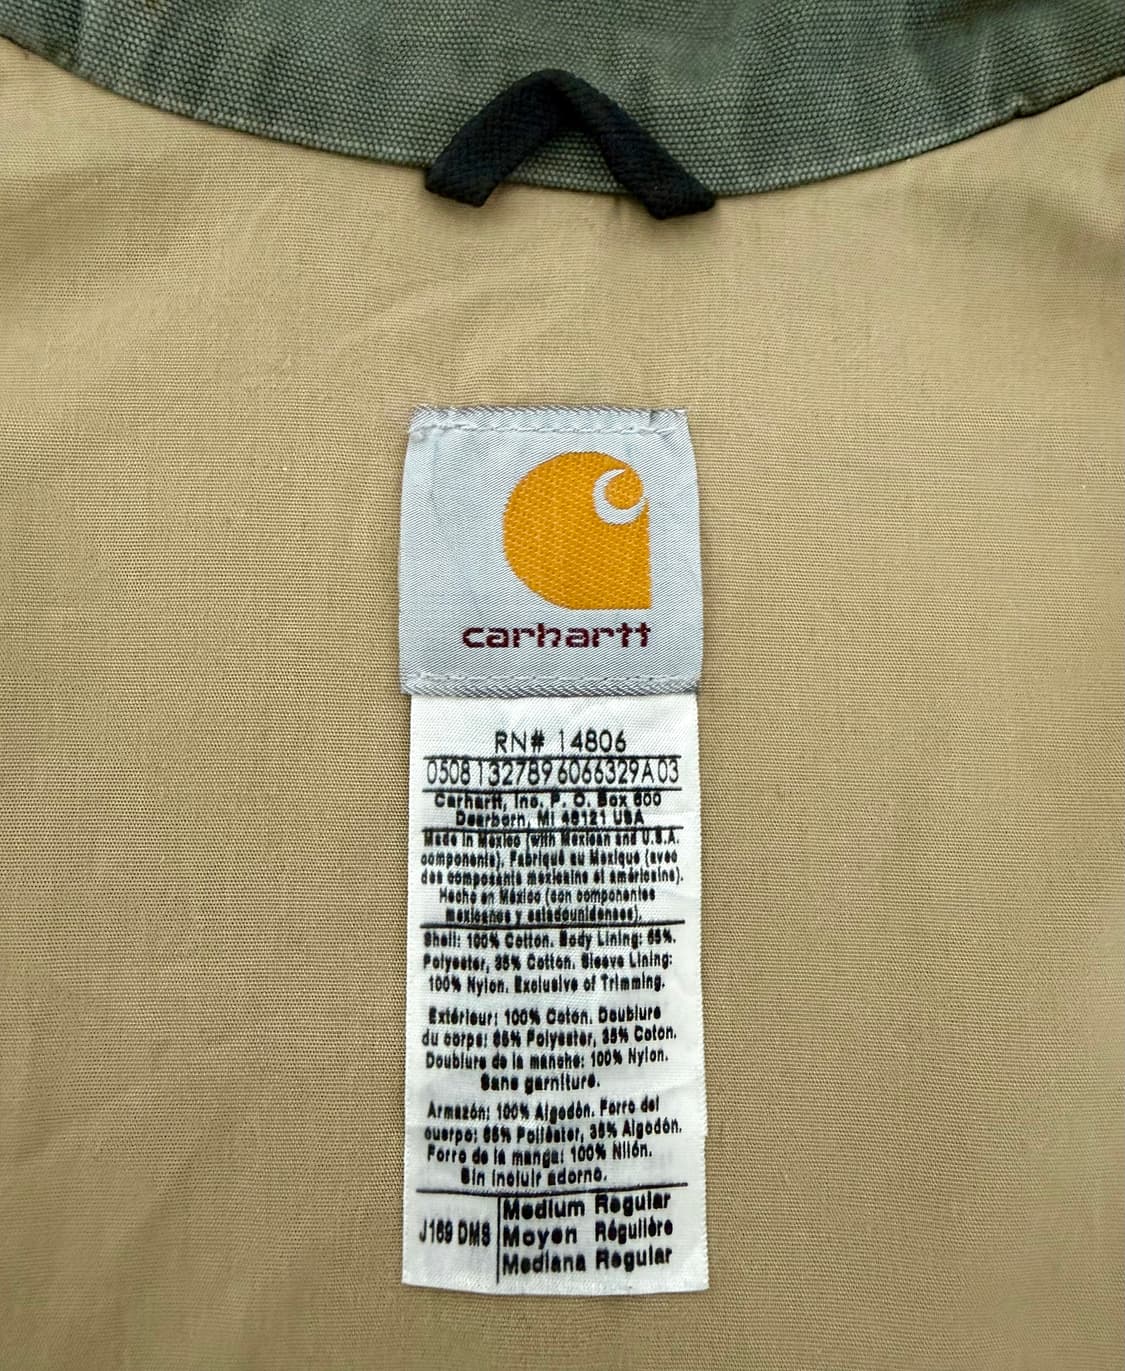 carhartt
RN# 14806
0508 132789 6066329A 03
Carhartt, Inc. P. O. Box 600
Dearborn, MI 48121 USA
Made in Mexico (with Mexican and U.S.A.
components). Fabriqué au Mexique (avec
des composants mexicains et américains).
Hecho en México (con componentes
mexicanos y estadounidenses).
Shell: 100% Cotton. Body Lining: 65%.
Polyester, 35% Cotton. Sleeve Lining:
100% Nylon. Exclusive of Trimming.
Extérieur: 100% Coton. Doublure
du corps: 65% Polyester, 35% Coton.
Doublure de la manche: 100% Nylon.
Sans garniture.
Armazón: 100% Algodón. Forro del
cuerpo: 65% Poliéster, 35% Algodón.
Forro de la manga: 100% Nilón.
Sin incluir adorno.
J169 DMS
Medium Regular
Moyen Régulière
Mediana Regular